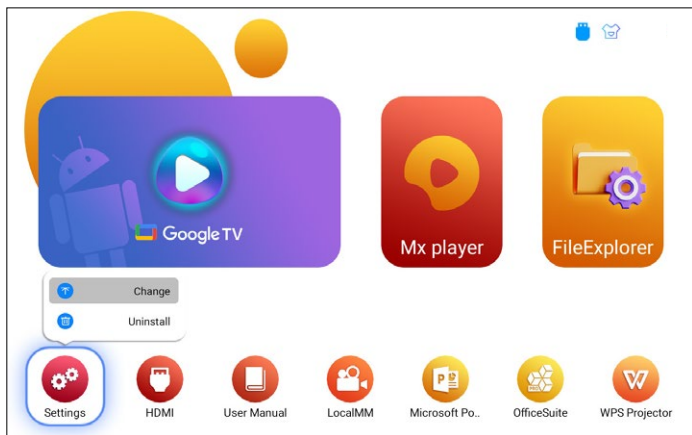 Google TV
Mx player
FileExplorer
Change
Uninstall
Settings
HDMI
User Manual
LocalMM
Microsoft Po..
OfficeSuite
WPS Projector